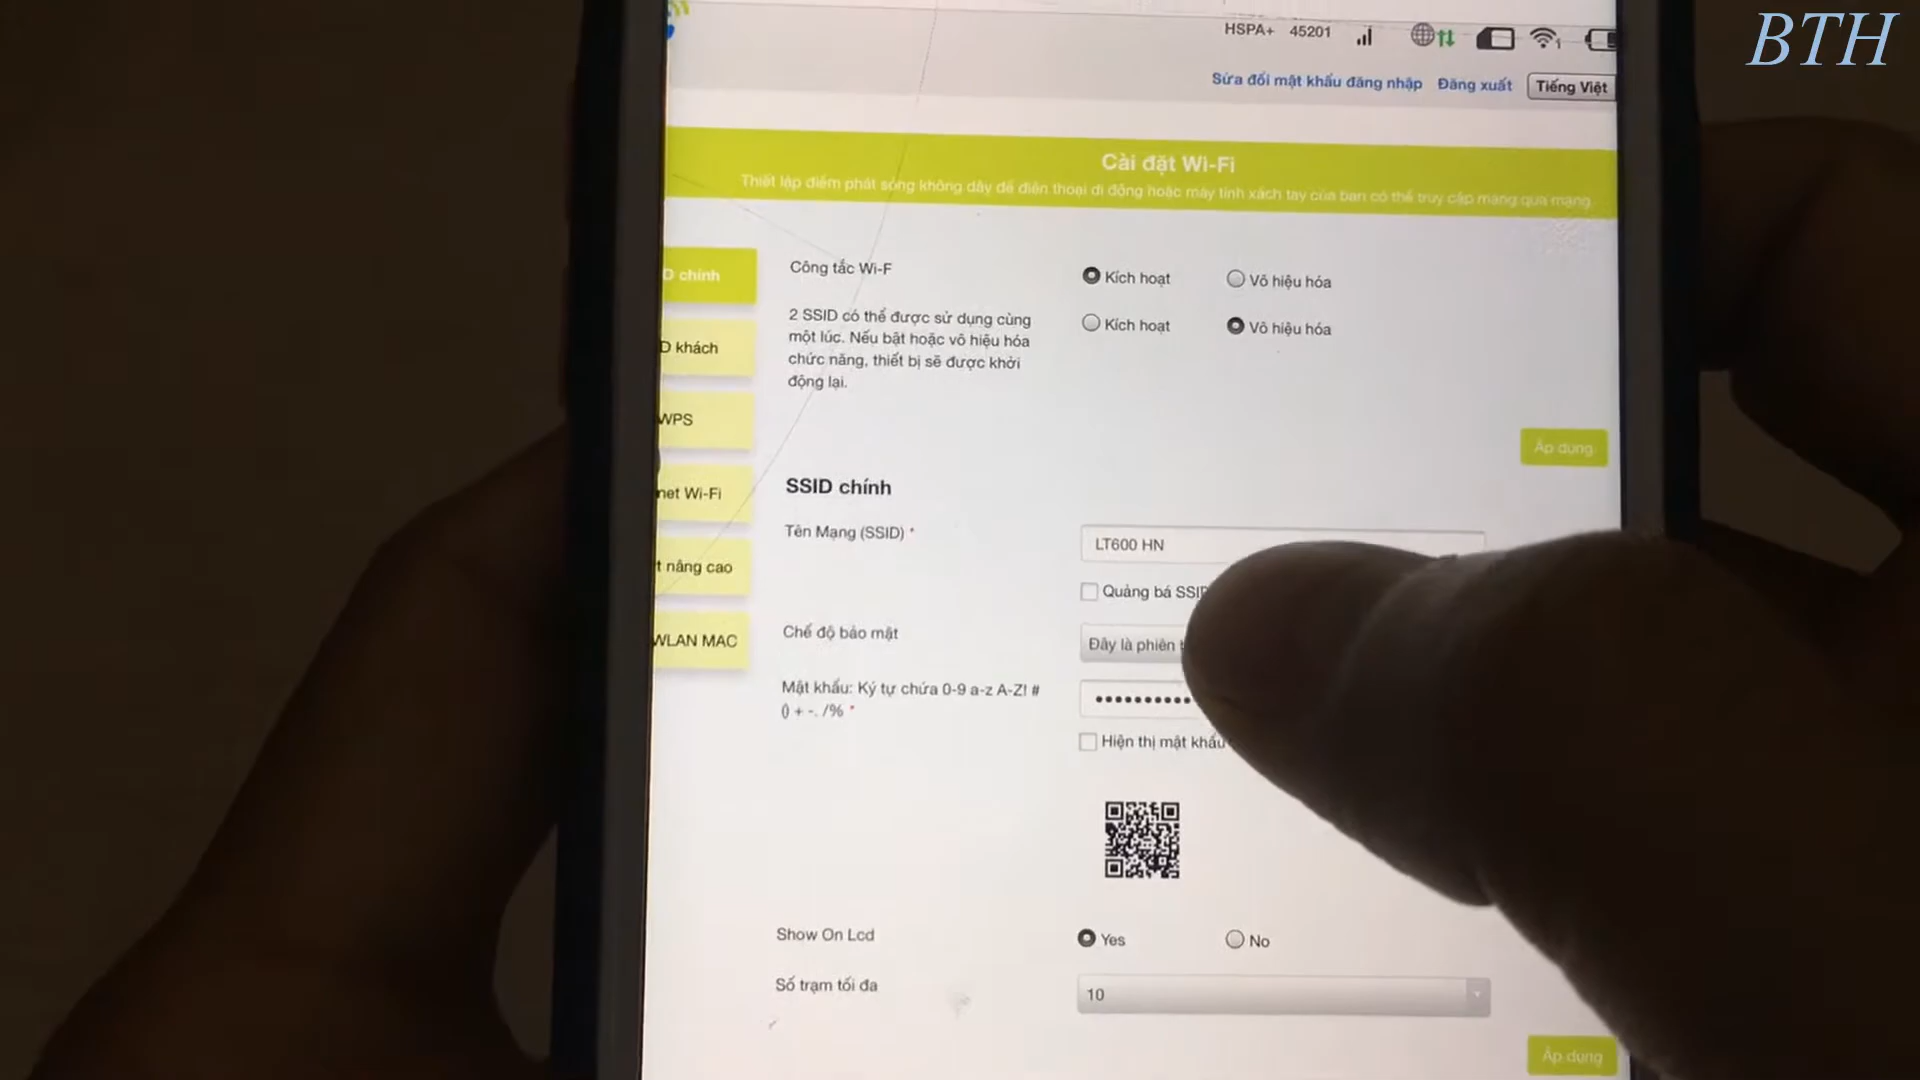 BTH
HSPA+ 45201
1
Sửa đổi mật khẩu đăng nhập Đăng xuất Tiếng Việt
Cài đặt Wi-Fi
Thiết lập điểm phát sóng không dây để điện thoại di động hoặc máy tính xách tay của bạn có thể truy cập mạng qua mạng.
D chính
D khách
WPS
net Wi-Fi
t nâng cao
WLAN MAC
Công tắc Wi-F
Kích hoạt Vô hiệu hóa
2 SSID có thể được sử dụng cùng
một lúc. Nếu bật hoặc vô hiệu hóa
chức năng, thiết bị sẽ được khởi
động lại.
Kích hoạt Vô hiệu hóa
Áp dụng
SSID chính
Tên Mạng (SSID) *
LT600 HN
Quảng bá SSID
Chế độ bảo mật
Đây là phiên
Mật khẩu: Ký tự chứa 0-9 a-z A-Z! #
() + -. /% *
••••••••••
Hiện thị mật khẩu
Show On Lcd
Yes No
Số trạm tối đa
10
Áp dụng